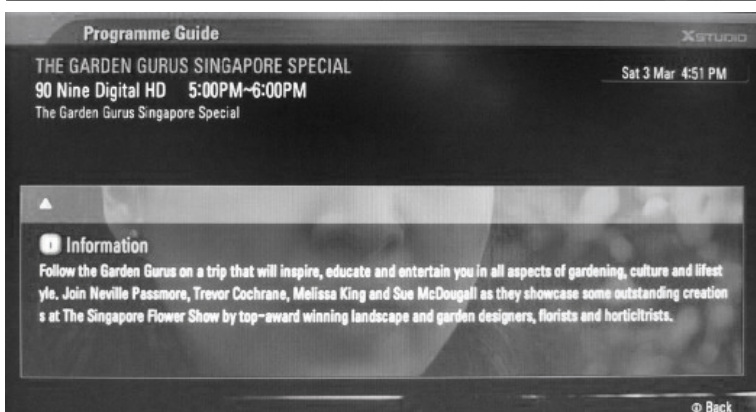 Programme Guide
XSTUDIO
THE GARDEN GURUS SINGAPORE SPECIAL
Sat 3 Mar 4:51 PM
90 Nine Digital HD 5:00PM~6:00PM
The Garden Gurus Singapore Special
i Information
Follow the Garden Gurus on a trip that will inspire, educate and entertain you in all aspects of gardening, culture and lifest
yle. Join Neville Passmore, Trevor Cochrane, Melissa King and Sue McDougall as they showcase some outstanding creation
s at The Singapore Flower Show by top-award winning landscape and garden designers, florists and horticltrists.
Back